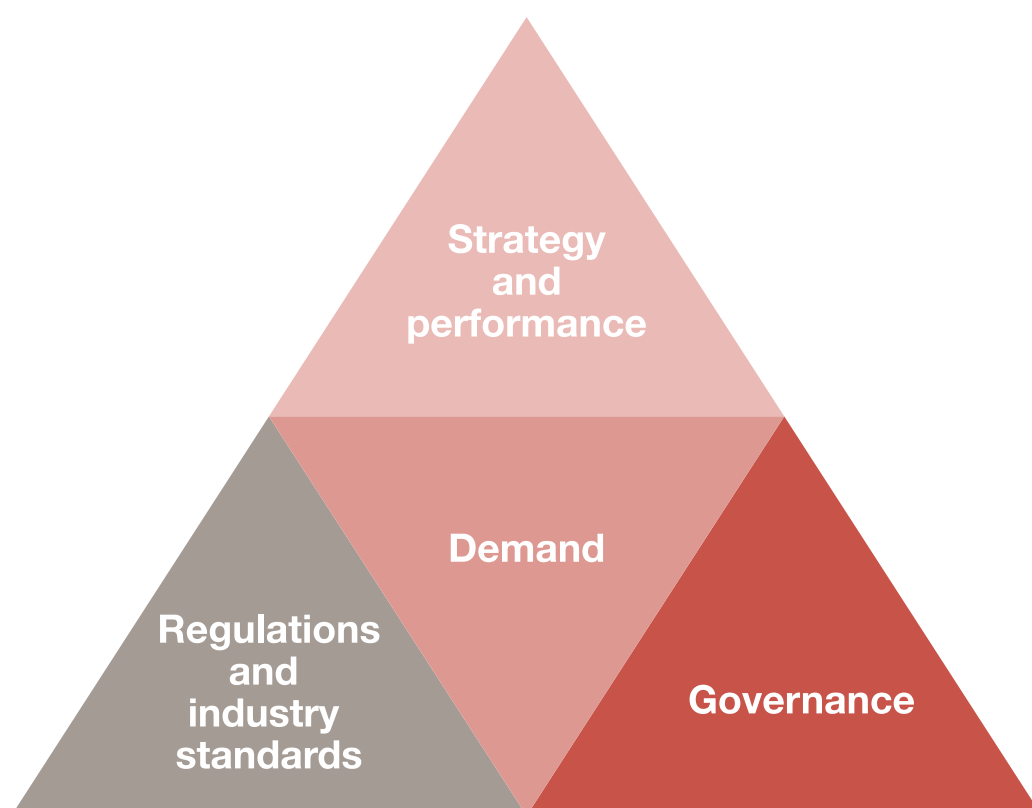 Strategy
and
performance
Demand
Regulations
and
industry
standards
Governance